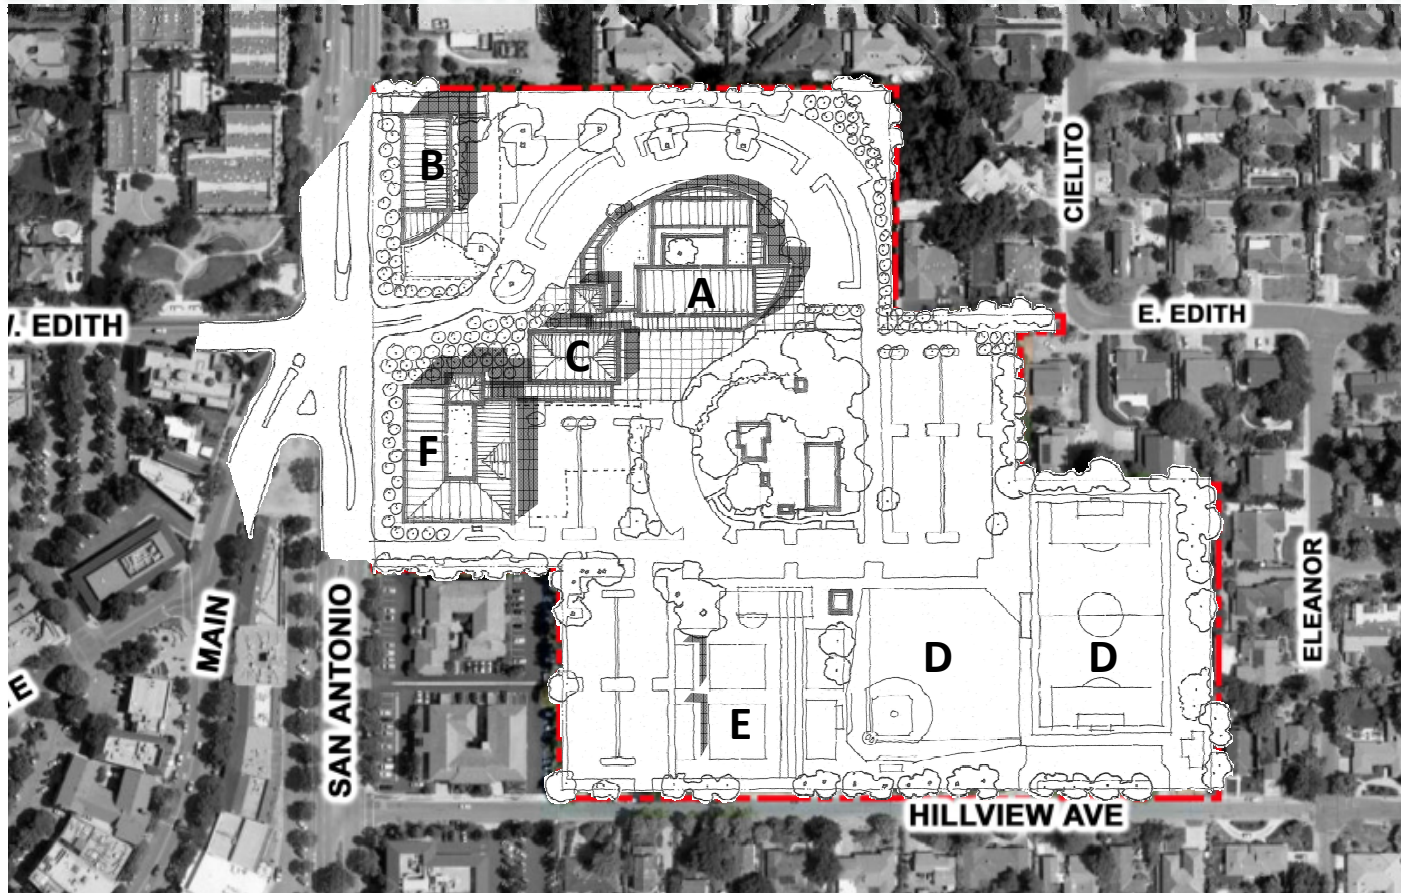 B
CIELITO
A
W. EDITH
E. EDITH
C
F
ELEANOR
MAIN
SAN ANTONIO
D
D
E
HILLVIEW AVE